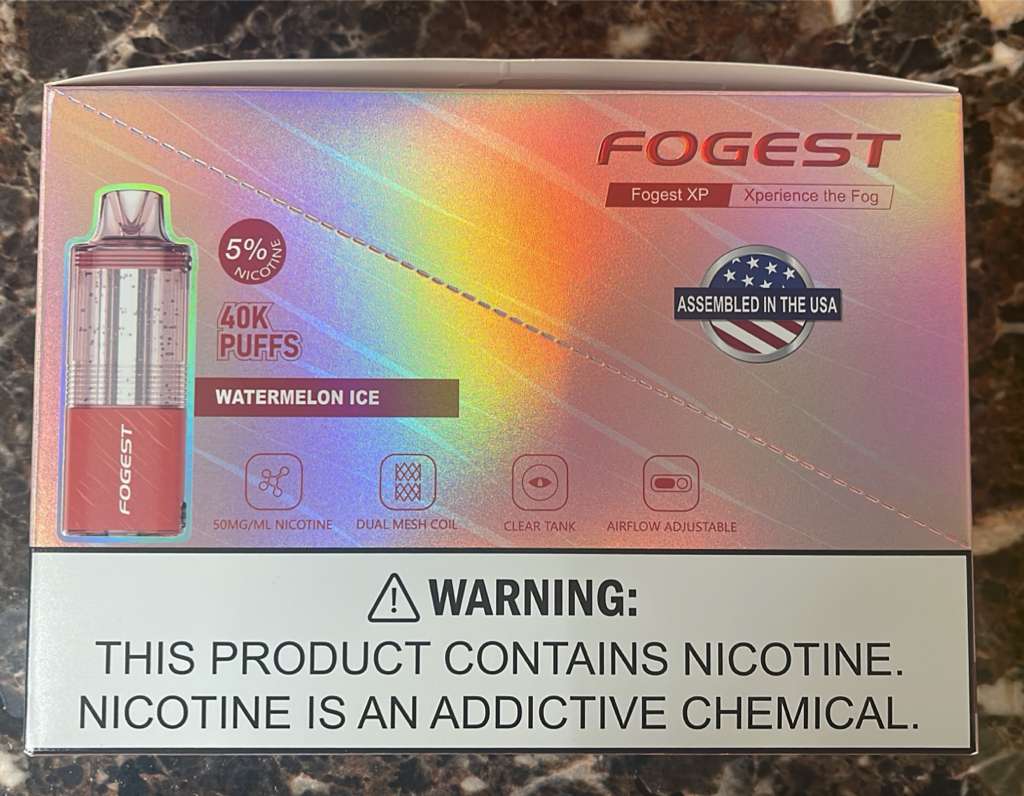 FOGEST
Fogest XP Xperience the Fog
5%
NICOTINE
40K
PUFFS
ASSEMBLED IN THE USA
WATERMELON ICE
FOGEST
50MG/ML NICOTINE DUAL MESH COIL CLEAR TANK AIRFLOW ADJUSTABLE
WARNING:
THIS PRODUCT CONTAINS NICOTINE.
NICOTINE IS AN ADDICTIVE CHEMICAL.